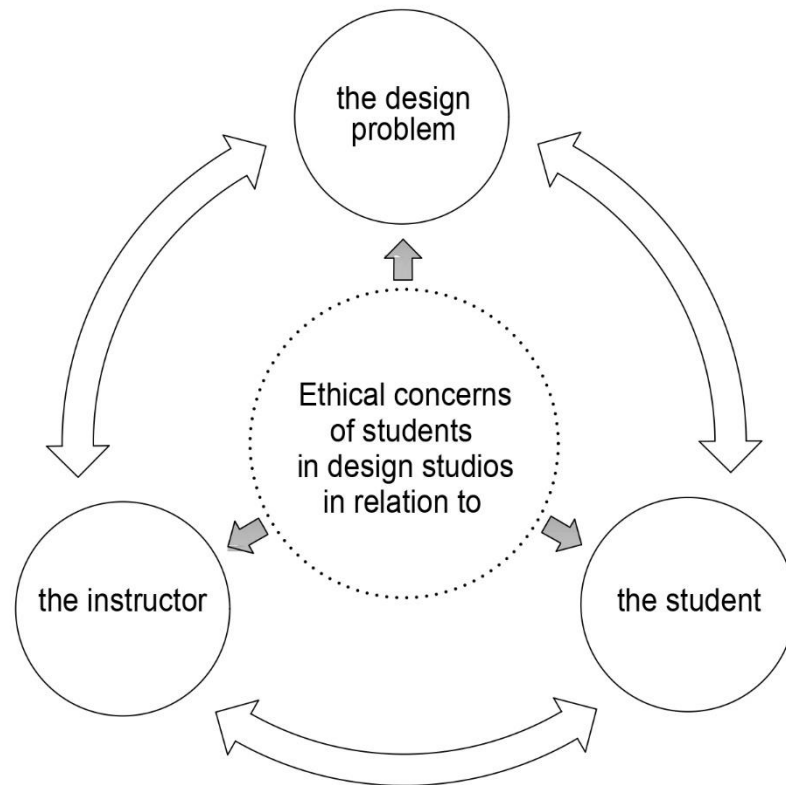 the design
problem
Ethical concerns
of students
in design studios
in relation to
the instructor
the student